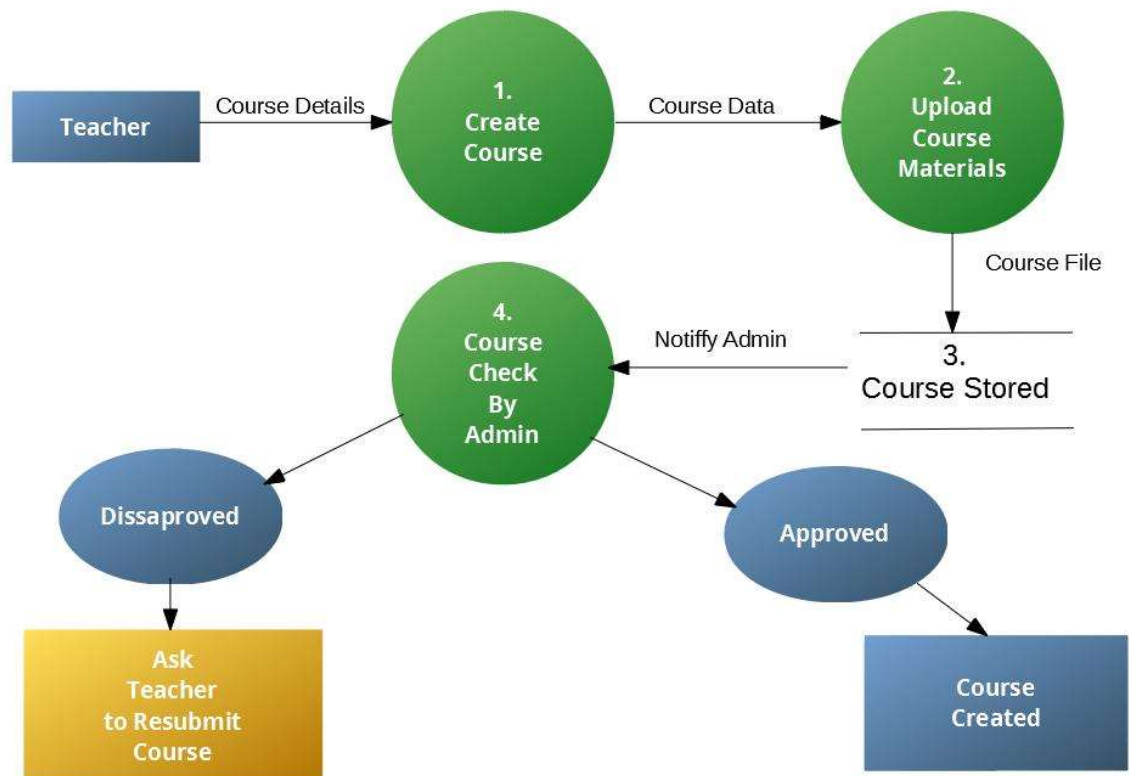 Teacher
Course Details
1.
Create
Course
Course Data
2.
Upload
Course
Materials
Course File
3.
Course Stored
Notiffy Admin
4.
Course
Check
By
Admin
Dissaproved
Approved
Ask
Teacher
to Resubmit
Course
Course
Created